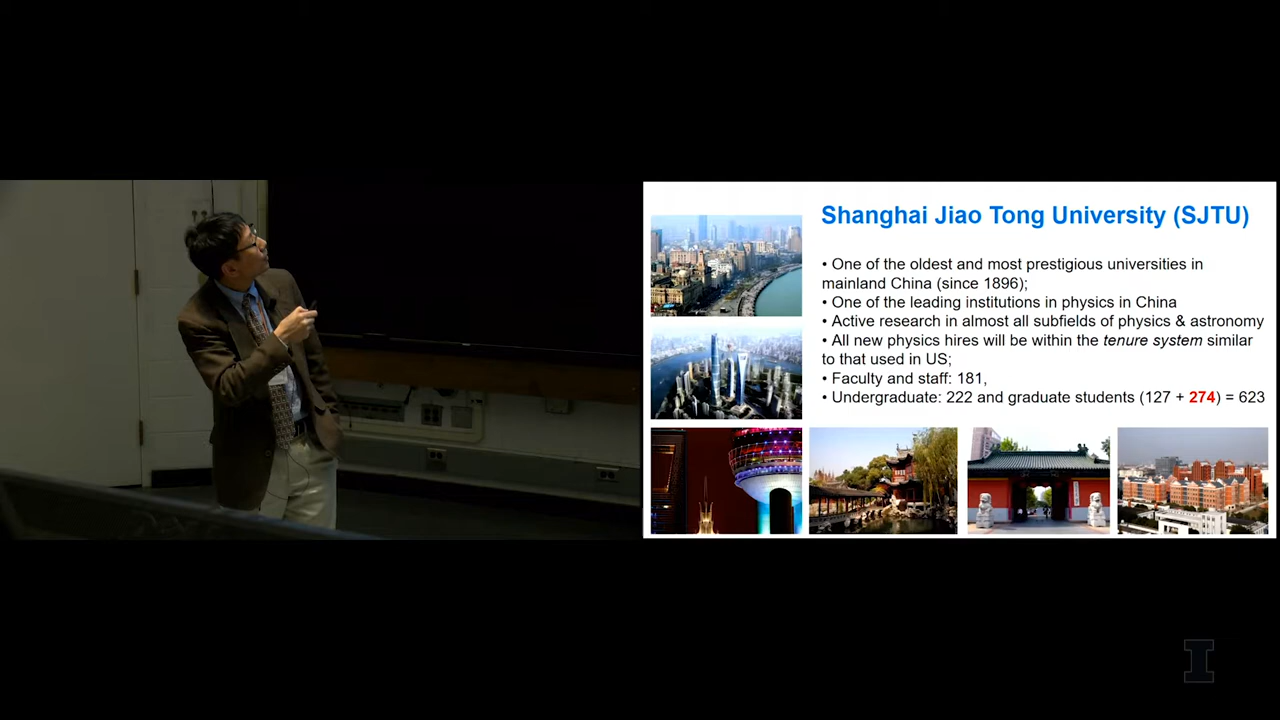 Shanghai Jiao Tong University (SJTU)
• One of the oldest and most prestigious universities in
mainland China (since 1896);
• One of the leading institutions in physics in China
• Active research in almost all subfields of physics & astronomy
• All new physics hires will be within the tenure system similar
to that used in US;
• Faculty and staff: 181,
• Undergraduate: 222 and graduate students (127 + 274) = 623